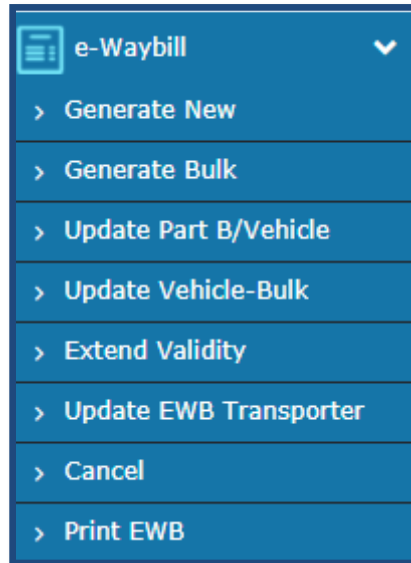 e-Waybill
Generate New
Generate Bulk
Update Part B/Vehicle
Update Vehicle-Bulk
Extend Validity
Update EWB Transporter
Cancel
Print EWB